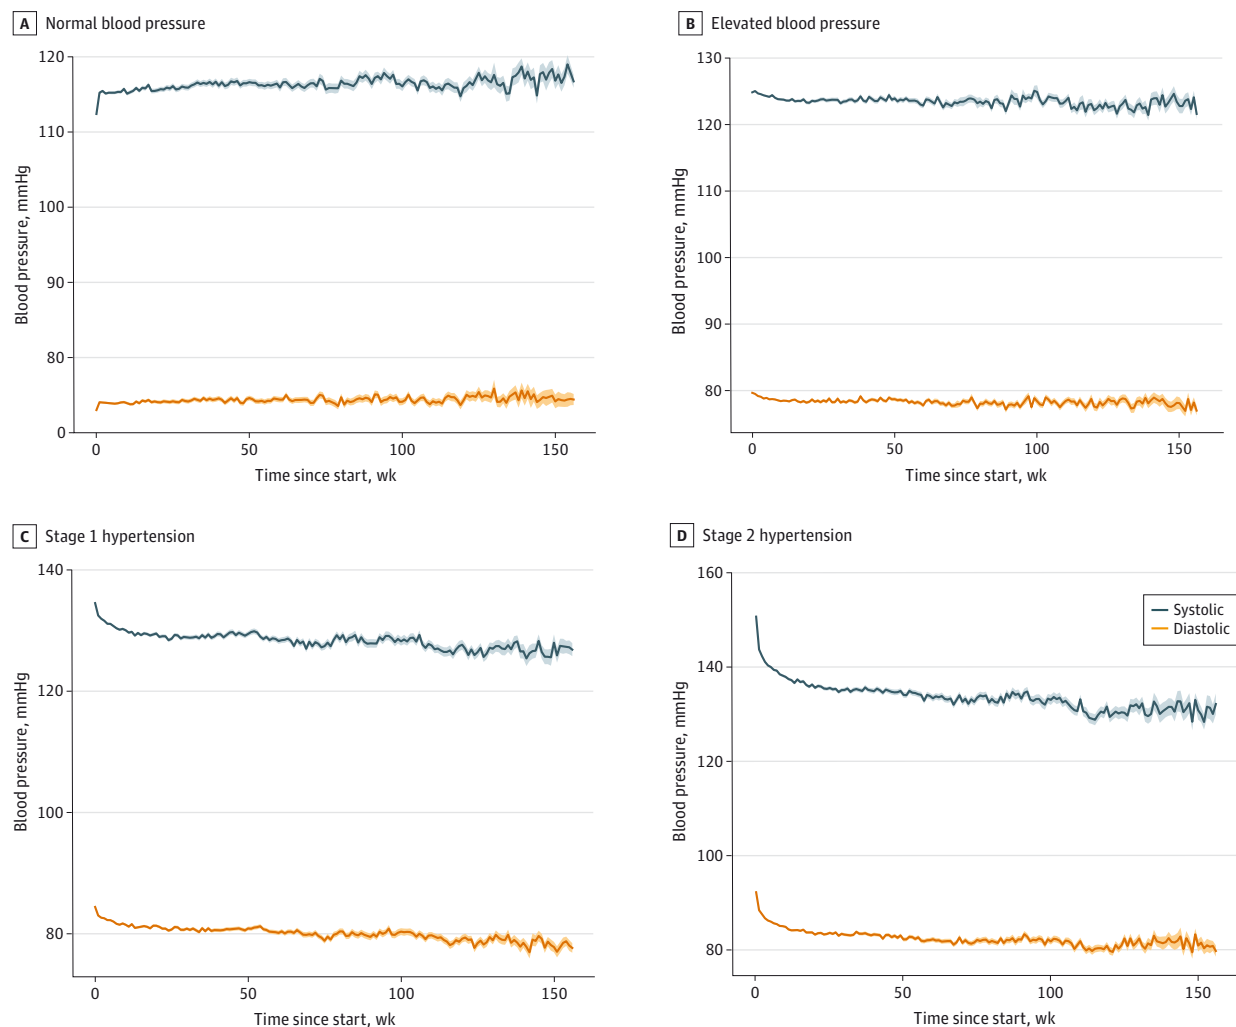 A Normal blood pressure
120
110
100
90
80
0
Blood pressure, mmHg
0 50 100 150
Time since start, wk
B Elevated blood pressure
130
120
110
100
90
80
Blood pressure, mmHg
0 50 100 150
Time since start, wk
C Stage 1 hypertension
140
120
100
80
Blood pressure, mmHg
0 50 100 150
Time since start, wk
D Stage 2 hypertension
160
140
120
100
80
Blood pressure, mmHg
Systolic
Diastolic
0 50 100 150
Time since start, wk